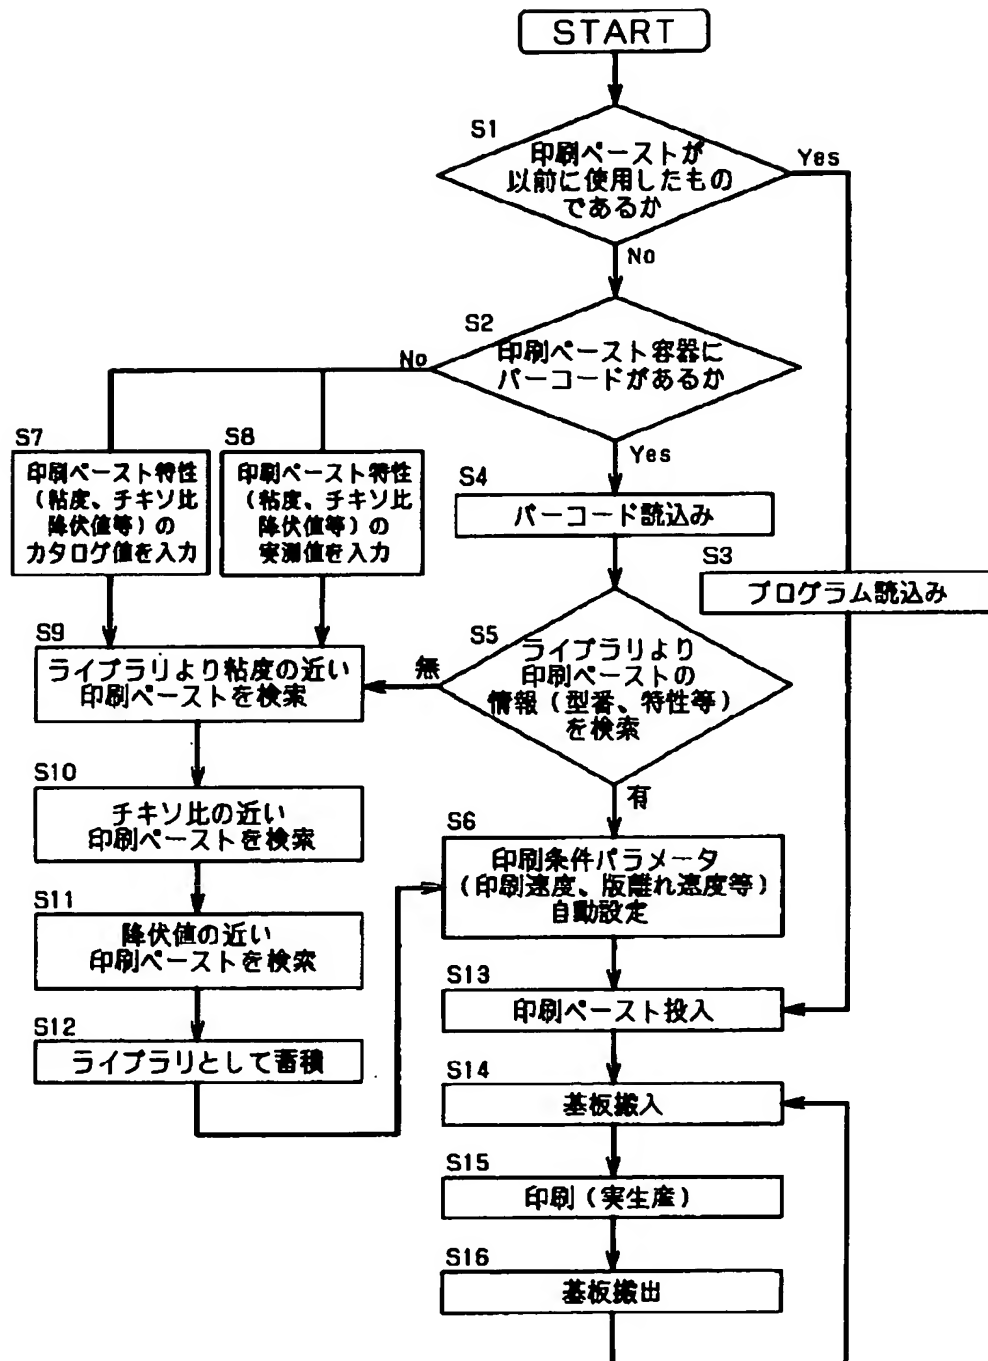 START
S1
印刷ペーストが
以前に使用したもの
であるか
Yes
No
S2
印刷ペースト容器に
バーコードがあるか
No
Yes
S7
印刷ペースト特性
(粘度、チキソ比
降伏値等)の
カタログ値を入力
S8
印刷ペースト特性
(粘度、チキソ比
降伏値等)の
実測値を入力
S4
バーコード読込み
S3
プログラム読込み
S9
ライブラリより粘度の近い
印刷ペーストを検索
S5
ライブラリより
印刷ペーストの
情報(型番、特性等)
を検索
無
有
S10
チキソ比の近い
印刷ペーストを検索
S6
印刷条件パラメータ
(印刷速度、版離れ速度等)
自動設定
S11
降伏値の近い
印刷ペーストを検索
S13
印刷ペースト投入
S12
ライブラリとして蓄積
S14
基板搬入
S15
印刷(実生産)
S16
基板搬出